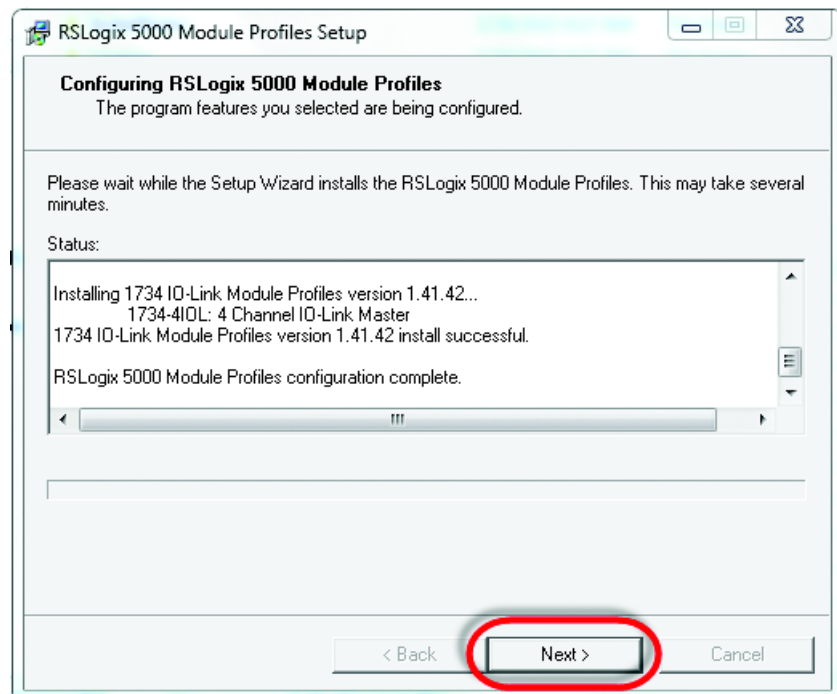 RSLogix 5000 Module Profiles Setup
Configuring RSLogix 5000 Module Profiles
The program features you selected are being configured.
Please wait while the Setup Wizard installs the RSLogix 5000 Module Profiles. This may take several
minutes.
Status:
Installing 1734 IO-Link Module Profiles version 1.41.42...
1734-4IOL: 4 Channel IO-Link Master
1734 IO-Link Module Profiles version 1.41.42 install successful.
RSLogix 5000 Module Profiles configuration complete.
< Back
Next >
Cancel